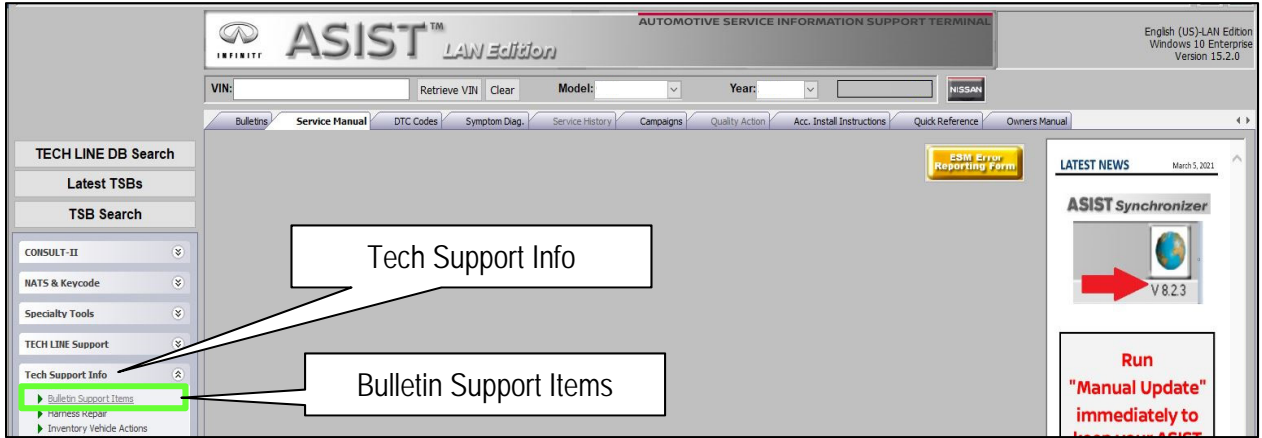 INFINITI
ASIST™ LAN Edition
AUTOMOTIVE SERVICE INFORMATION SUPPORT TERMINAL
English (US)-LAN Edition
Windows 10 Enterprise
Version 15.2.0
VIN: Retrieve VIN Clear Model: Year: NISSAN
Bulletins Service Manual DTC Codes Symptom Diag. Service History Campaigns Quality Action Acc. Install Instructions Quick Reference Owners Manual
TECH LINE DB Search
Latest TSBs
TSB Search
CONSULT-II
NATS & Keycode
Specialty Tools
TECH LINE Support
Tech Support Info
Bulletin Support Items
Harness Repair
Inventory Vehicle Actions
Tech Support Info
Bulletin Support Items
ESM Error
Reporting Form
LATEST NEWS March 5, 2021
ASIST Synchronizer
V 8.2.3
Run
"Manual Update"
immediately to
keep your ASIST